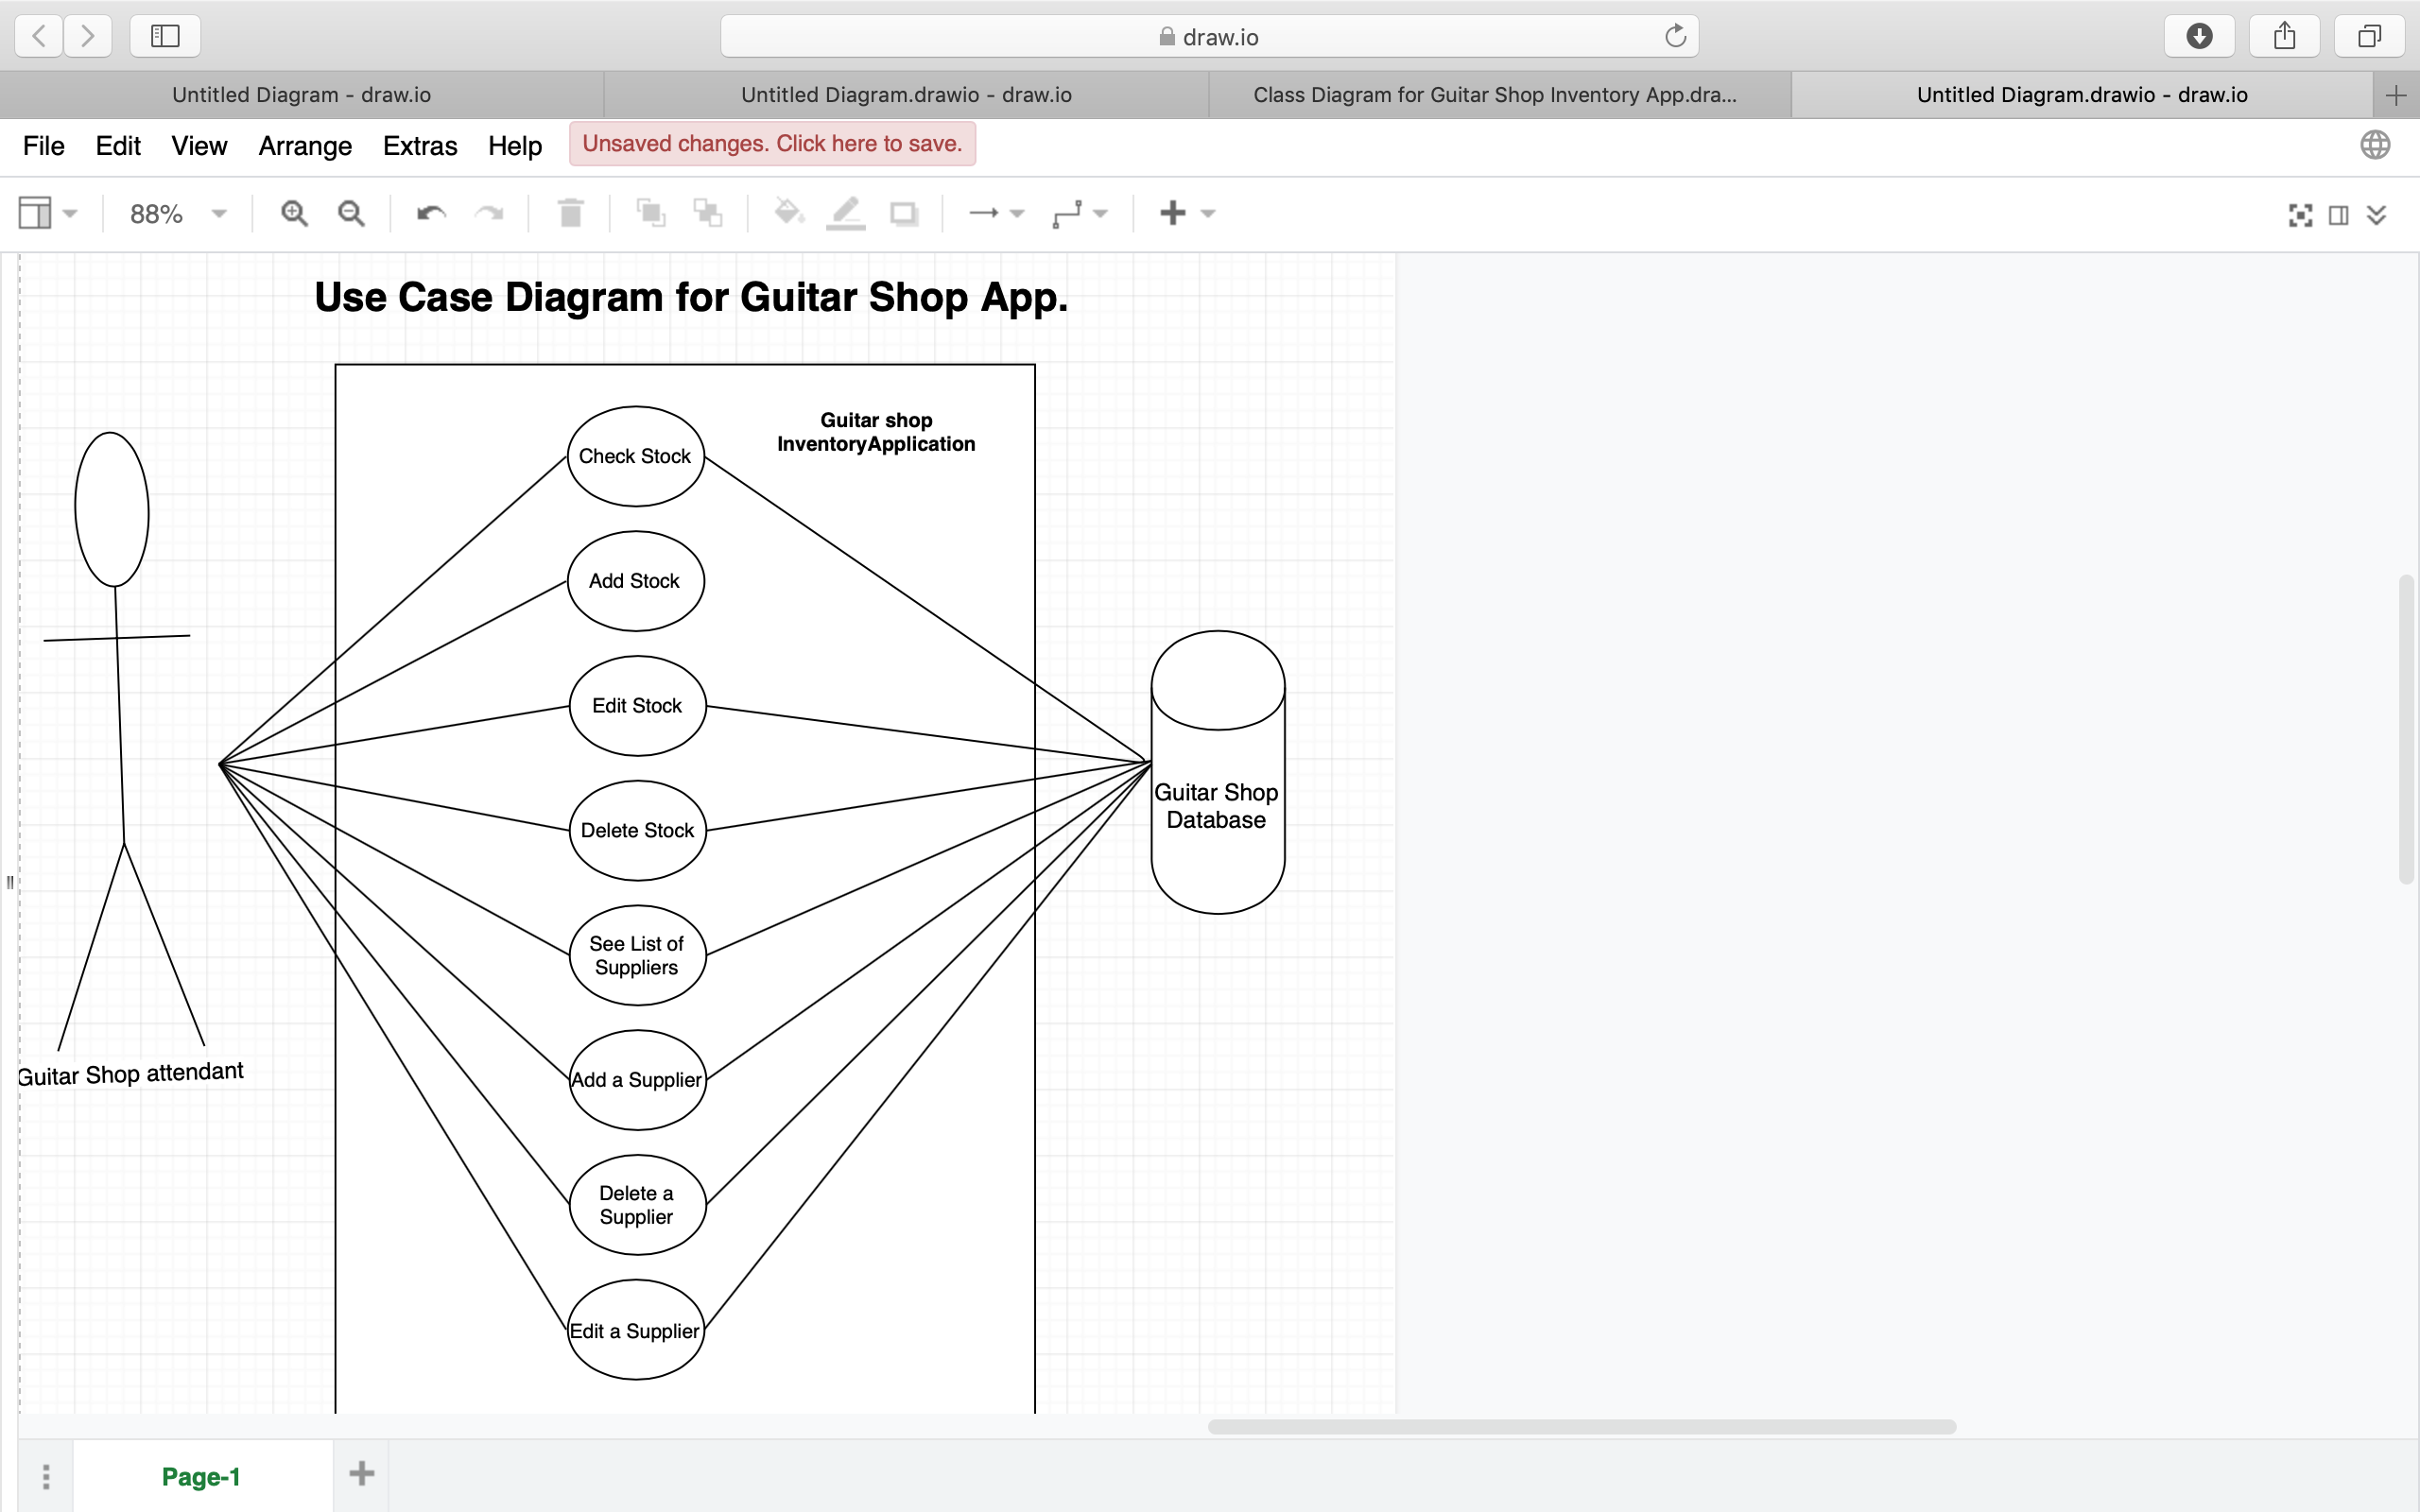 draw.io
Untitled Diagram - draw.io
Untitled Diagram.drawio - draw.io
Class Diagram for Guitar Shop Inventory App.dra...
Untitled Diagram.drawio - draw.io
File Edit View Arrange Extras Help Unsaved changes. Click here to save.
88%
Use Case Diagram for Guitar Shop App.
Guitar shop
InventoryApplication
Check Stock
Add Stock
Edit Stock
Delete Stock
See List of
Suppliers
Add a Supplier
Delete a
Supplier
Edit a Supplier
Guitar Shop attendant
Guitar Shop
Database
Page-1